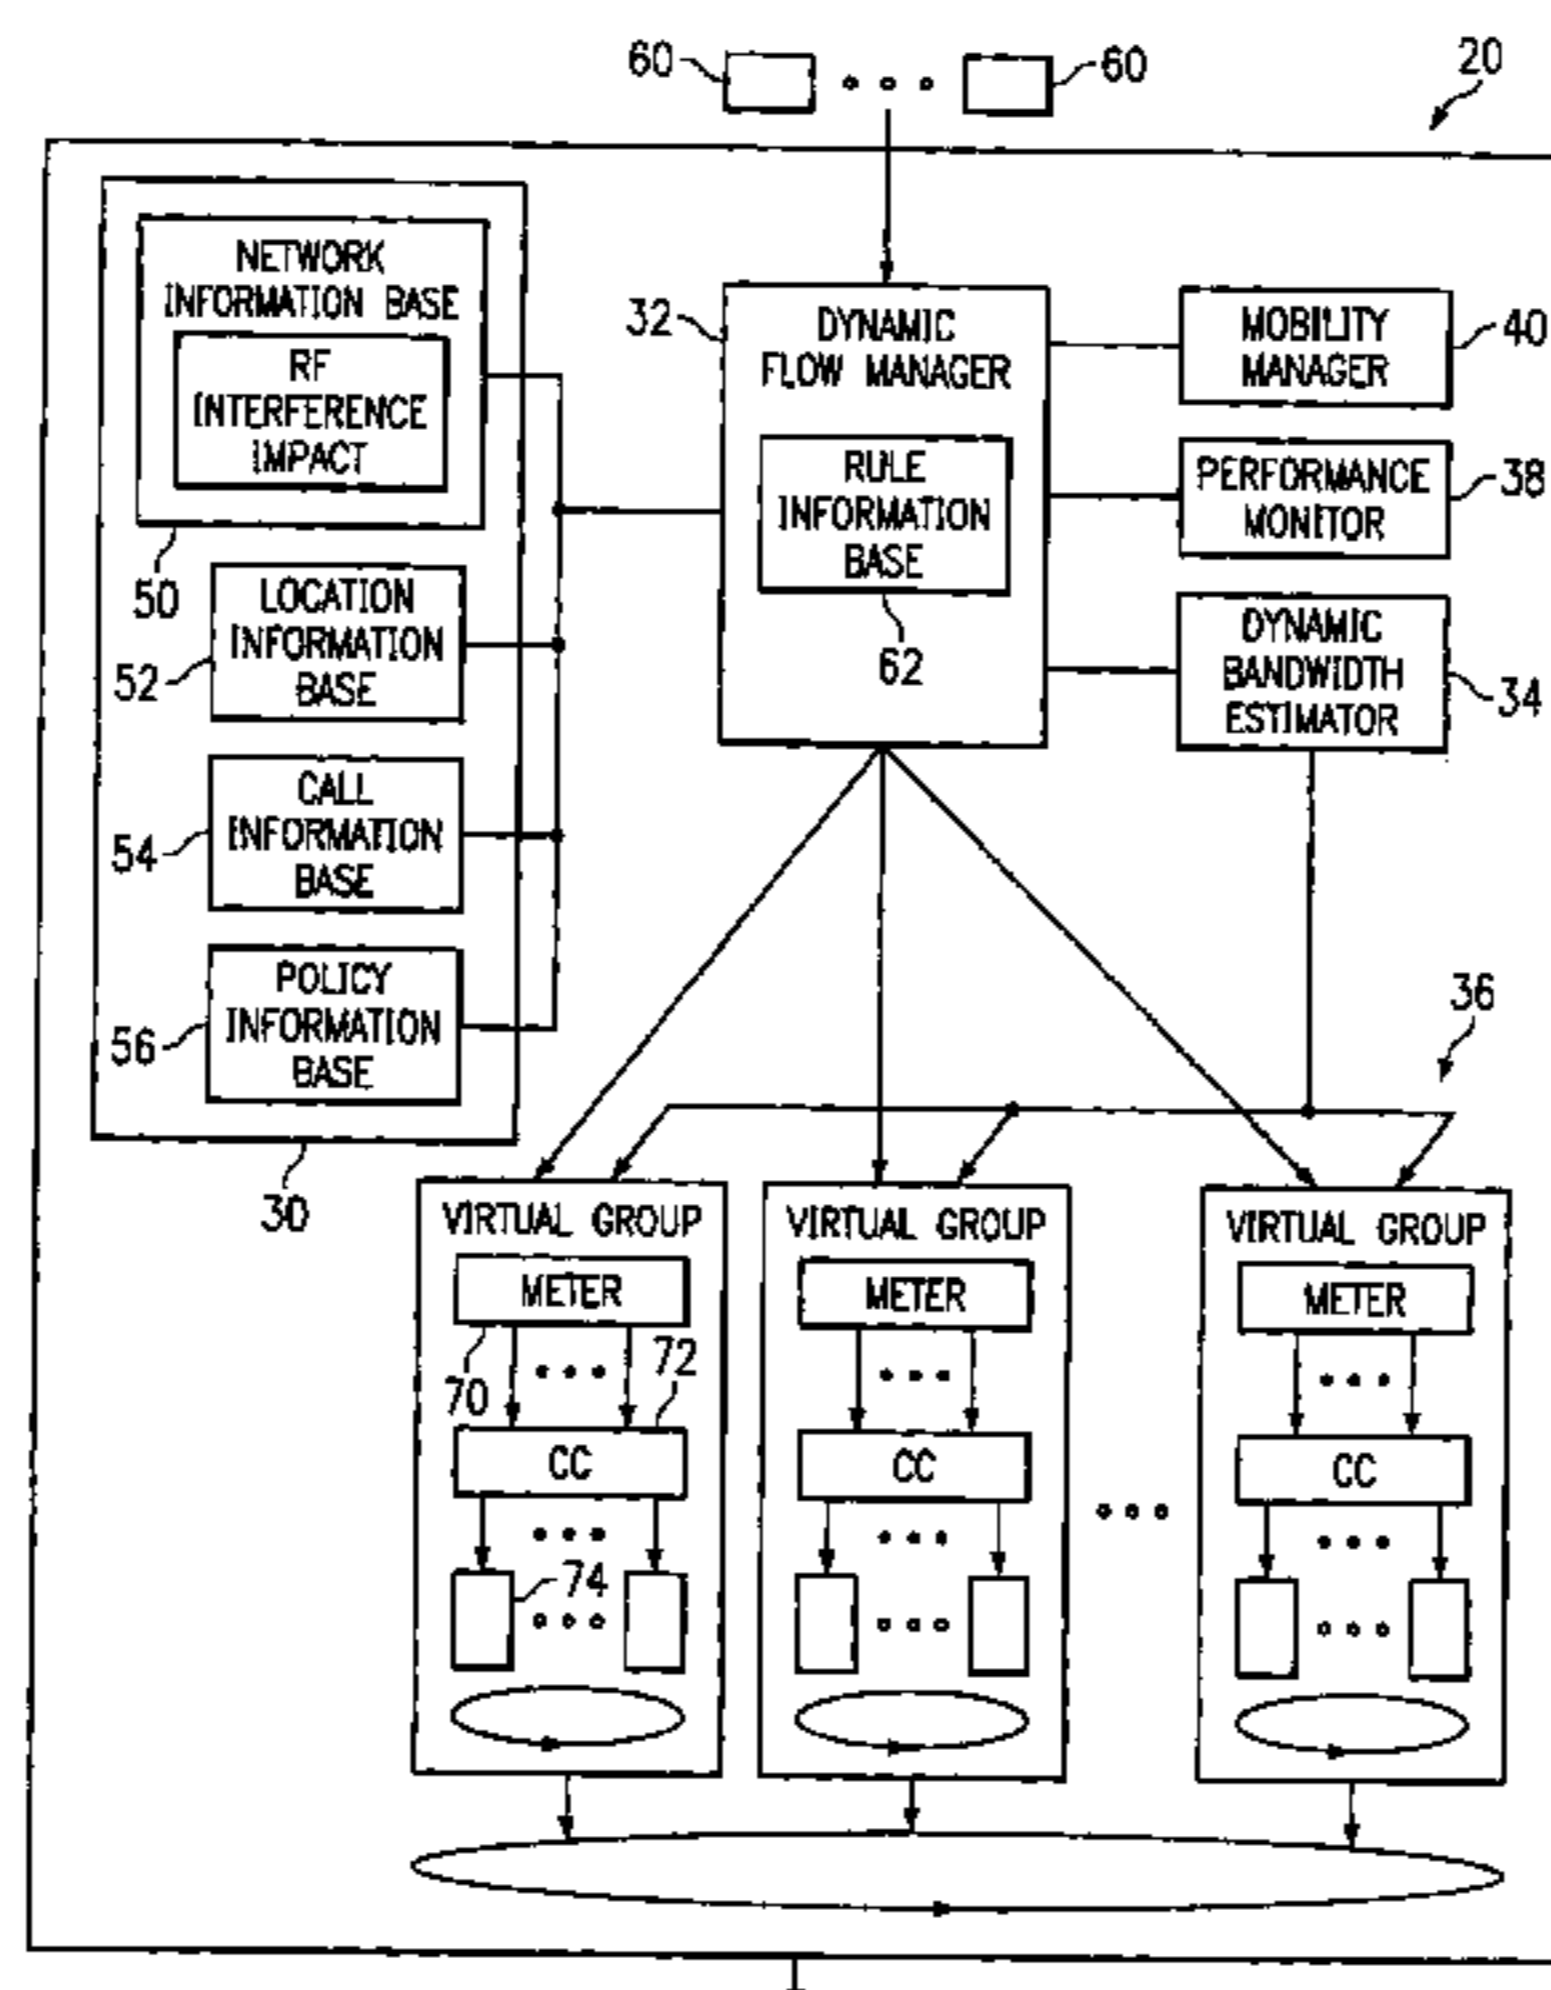 60
60
20
NETWORK
INFORMATION BASE
RF
INTERFERENCE
IMPACT
50
LOCATION
INFORMATION
BASE
52
CALL
INFORMATION
BASE
54
POLICY
INFORMATION
BASE
56
30
32
DYNAMIC
FLOW MANAGER
RULE
INFORMATION
BASE
62
MOBILITY
MANAGER
40
PERFORMANCE
MONITOR
38
DYNAMIC
BANDWIDTH
ESTIMATOR
34
36
VIRTUAL GROUP
METER
70
72
CC
74
VIRTUAL GROUP
METER
CC
VIRTUAL GROUP
METER
CC